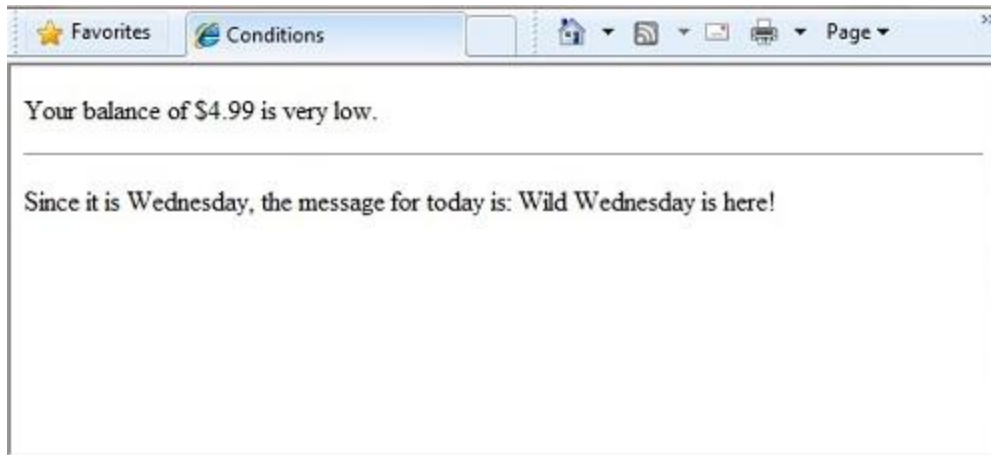 Favorites
Conditions
Page
Your balance of $4.99 is very low.
Since it is Wednesday, the message for today is: Wild Wednesday is here!